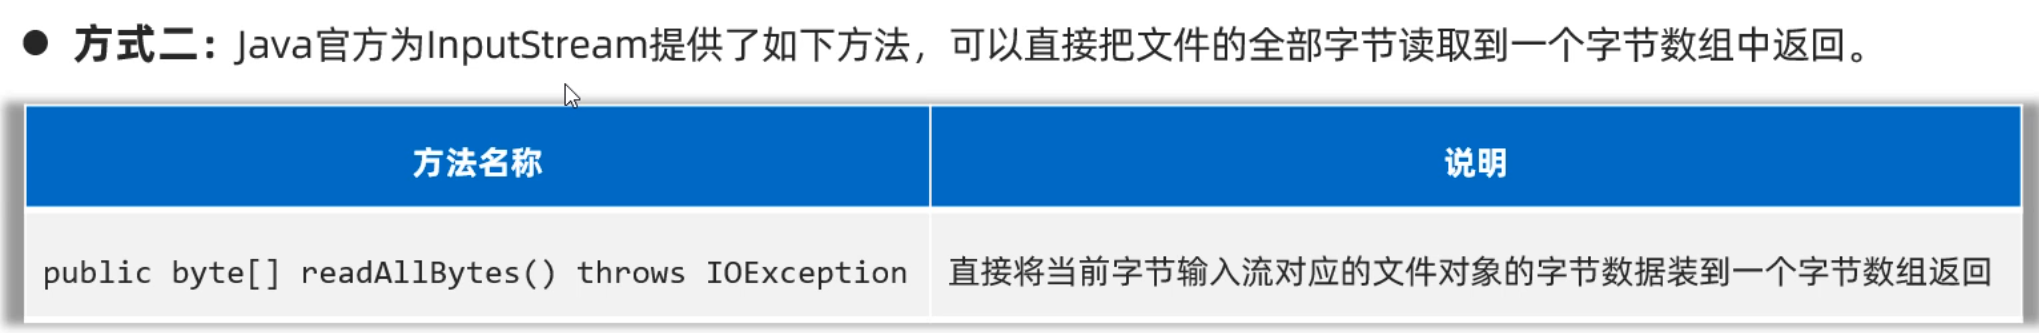 ● 方式二：Java官方为InputStream提供了如下方法，可以直接把文件的全部字节读取到一个字节数组中返回。
方法名称 说明
public byte[] readAllBytes() throws IOException 直接将当前字节输入流对应的文件对象的字节数据装到一个字节数组返回